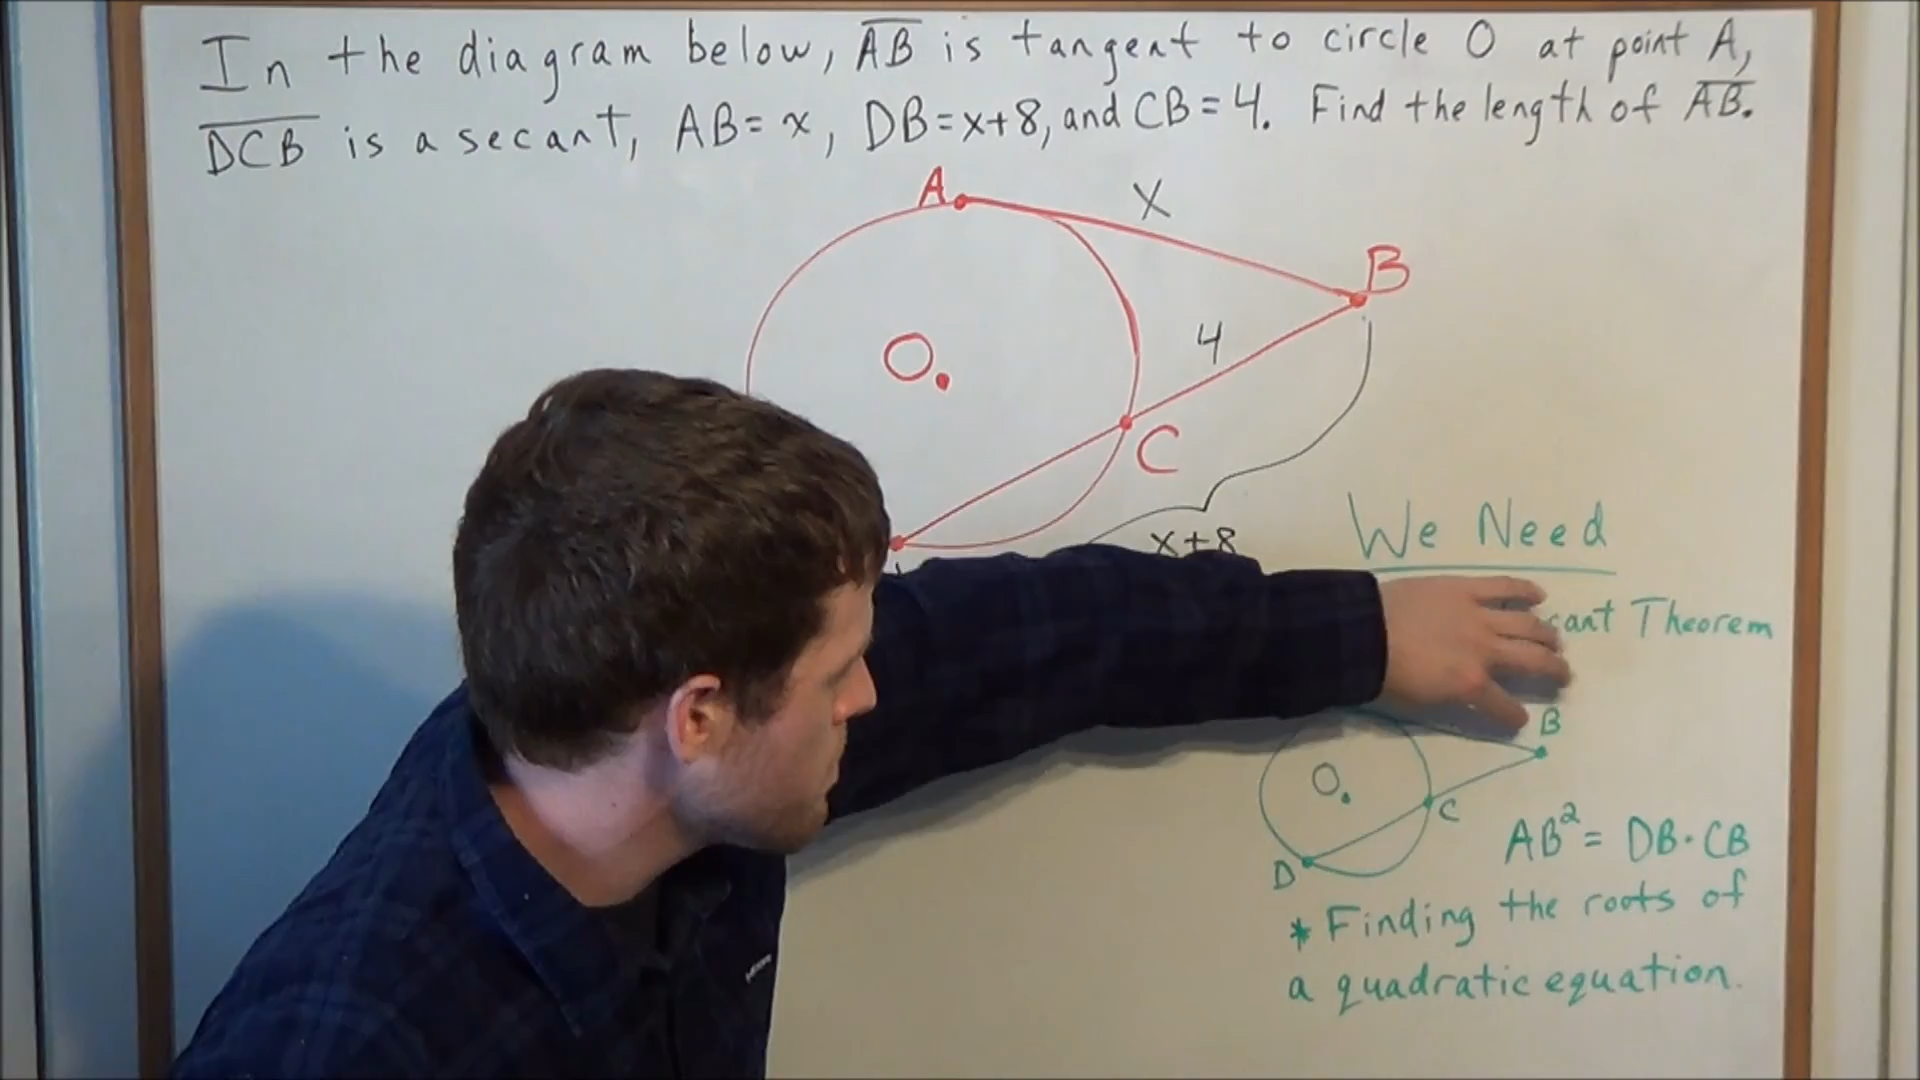 In the diagram below, AB is tangent to circle O at point A,
DCB is a secant, AB = x, DB = x+8, and CB = 4. Find the length of AB.
A
x
B
O
4
C
x+8
We Need
Theorem
B
O
C
D
AB² = DB·CB
* Finding the roots of
a quadratic equation.